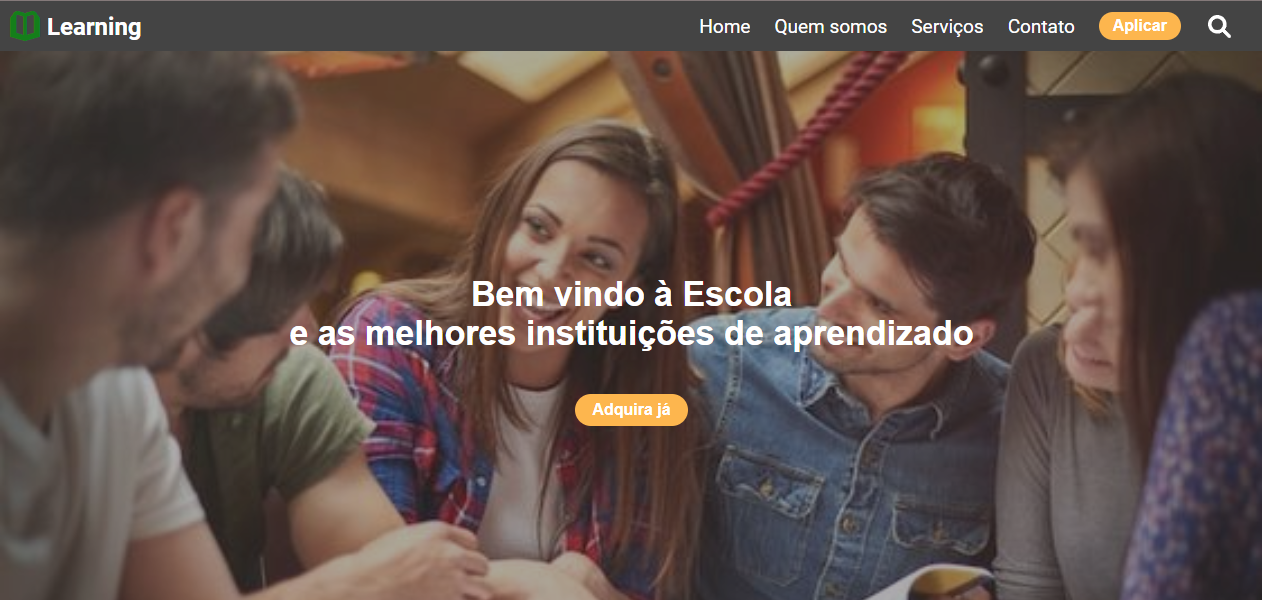 Learning
Home Quem somos Serviços Contato Aplicar
Bem vindo à Escola
e as melhores instituições de aprendizado
Adquira já